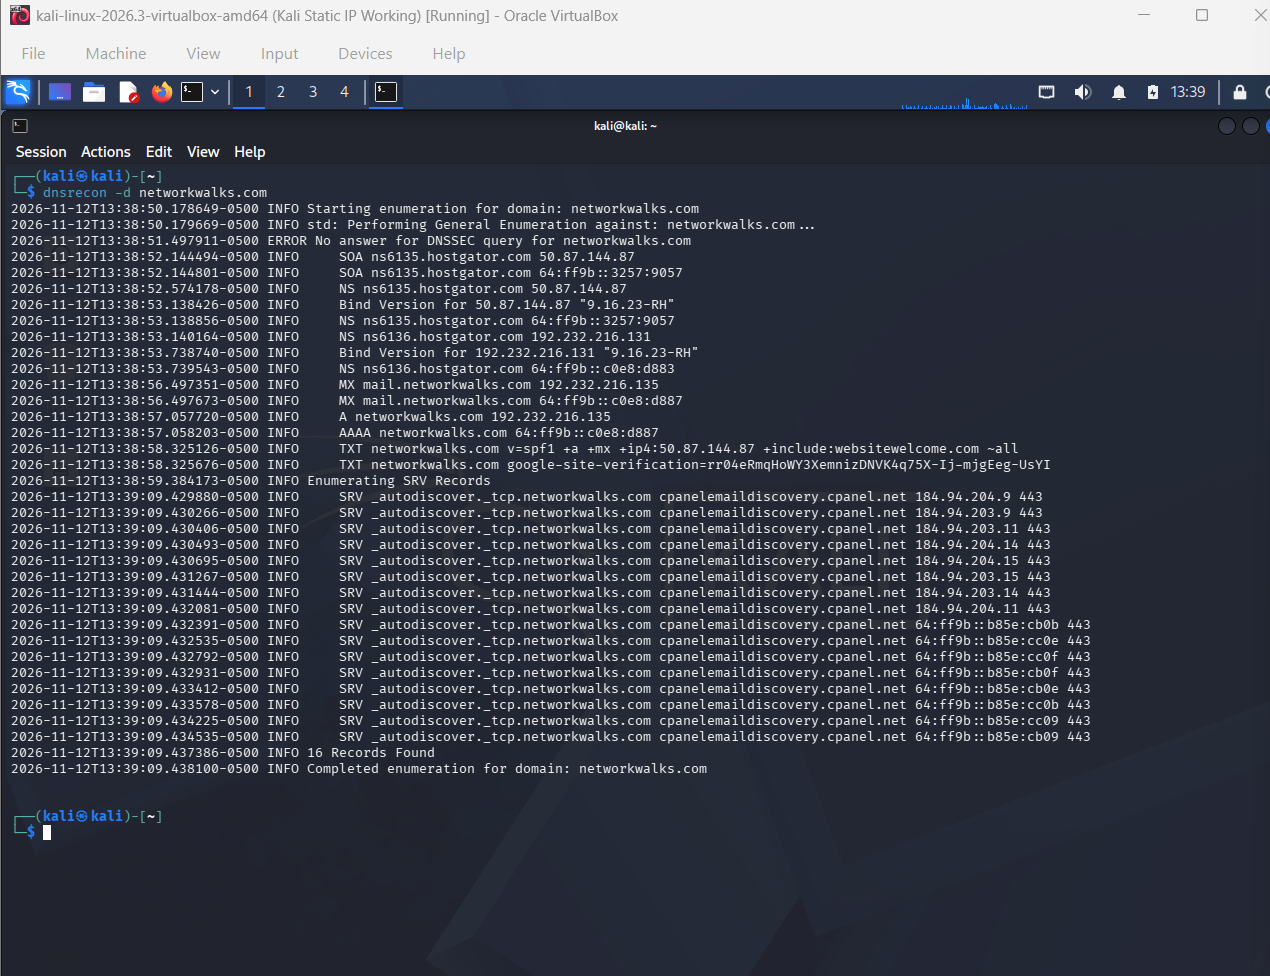 kali-linux-2026.3-virtualbox-amd64 (Kali Static IP Working) [Running] - Oracle VirtualBox
File Machine View Input Devices Help
1 2 3 4 13:39
kali@kali: ~
Session Actions Edit View Help
┌──(kali㉿kali)-[~]
└─$ dnsrecon -d networkwalks.com
2026-11-12T13:38:50.178649-0500 INFO Starting enumeration for domain: networkwalks.com
2026-11-12T13:38:50.179669-0500 INFO std: Performing General Enumeration against: networkwalks.com...
2026-11-12T13:38:51.497911-0500 ERROR No answer for DNSSEC query for networkwalks.com
2026-11-12T13:38:52.144494-0500 INFO SOA ns6135.hostgator.com 50.87.144.87
2026-11-12T13:38:52.144801-0500 INFO SOA ns6135.hostgator.com 64:ff9b::3257:9057
2026-11-12T13:38:52.574178-0500 INFO NS ns6135.hostgator.com 50.87.144.87
2026-11-12T13:38:53.138426-0500 INFO Bind Version for 50.87.144.87 "9.16.23-RH"
2026-11-12T13:38:53.138856-0500 INFO NS ns6135.hostgator.com 64:ff9b::3257:9057
2026-11-12T13:38:53.140164-0500 INFO NS ns6136.hostgator.com 192.232.216.131
2026-11-12T13:38:53.738740-0500 INFO Bind Version for 192.232.216.131 "9.16.23-RH"
2026-11-12T13:38:53.739543-0500 INFO NS ns6136.hostgator.com 64:ff9b::c0e8:d883
2026-11-12T13:38:56.497351-0500 INFO MX mail.networkwalks.com 192.232.216.135
2026-11-12T13:38:56.497673-0500 INFO MX mail.networkwalks.com 64:ff9b::c0e8:d887
2026-11-12T13:38:57.057720-0500 INFO A networkwalks.com 192.232.216.135
2026-11-12T13:38:57.058203-0500 INFO AAAA networkwalks.com 64:ff9b::c0e8:d887
2026-11-12T13:38:58.325126-0500 INFO TXT networkwalks.com v=spf1 +a +mx +ip4:50.87.144.87 +include:websitewelcome.com ~all
2026-11-12T13:38:58.325676-0500 INFO TXT networkwalks.com google-site-verification=rr04eRmqHoWY3XemnizDNVK4q75X-Ij-mjgEeg-UsYI
2026-11-12T13:38:59.384173-0500 INFO Enumerating SRV Records
2026-11-12T13:39:09.429880-0500 INFO SRV _autodiscover._tcp.networkwalks.com cpanelemaildiscovery.cpanel.net 184.94.204.9 443
2026-11-12T13:39:09.430266-0500 INFO SRV _autodiscover._tcp.networkwalks.com cpanelemaildiscovery.cpanel.net 184.94.203.9 443
2026-11-12T13:39:09.430406-0500 INFO SRV _autodiscover._tcp.networkwalks.com cpanelemaildiscovery.cpanel.net 184.94.203.11 443
2026-11-12T13:39:09.430493-0500 INFO SRV _autodiscover._tcp.networkwalks.com cpanelemaildiscovery.cpanel.net 184.94.204.14 443
2026-11-12T13:39:09.430695-0500 INFO SRV _autodiscover._tcp.networkwalks.com cpanelemaildiscovery.cpanel.net 184.94.204.15 443
2026-11-12T13:39:09.431267-0500 INFO SRV _autodiscover._tcp.networkwalks.com cpanelemaildiscovery.cpanel.net 184.94.203.15 443
2026-11-12T13:39:09.431444-0500 INFO SRV _autodiscover._tcp.networkwalks.com cpanelemaildiscovery.cpanel.net 184.94.203.14 443
2026-11-12T13:39:09.432081-0500 INFO SRV _autodiscover._tcp.networkwalks.com cpanelemaildiscovery.cpanel.net 184.94.204.11 443
2026-11-12T13:39:09.432391-0500 INFO SRV _autodiscover._tcp.networkwalks.com cpanelemaildiscovery.cpanel.net 64:ff9b::b85e:cb0b 443
2026-11-12T13:39:09.432535-0500 INFO SRV _autodiscover._tcp.networkwalks.com cpanelemaildiscovery.cpanel.net 64:ff9b::b85e:cc0e 443
2026-11-12T13:39:09.432792-0500 INFO SRV _autodiscover._tcp.networkwalks.com cpanelemaildiscovery.cpanel.net 64:ff9b::b85e:cc0f 443
2026-11-12T13:39:09.432931-0500 INFO SRV _autodiscover._tcp.networkwalks.com cpanelemaildiscovery.cpanel.net 64:ff9b::b85e:cb0f 443
2026-11-12T13:39:09.433412-0500 INFO SRV _autodiscover._tcp.networkwalks.com cpanelemaildiscovery.cpanel.net 64:ff9b::b85e:cb0e 443
2026-11-12T13:39:09.433578-0500 INFO SRV _autodiscover._tcp.networkwalks.com cpanelemaildiscovery.cpanel.net 64:ff9b::b85e:cc0b 443
2026-11-12T13:39:09.434225-0500 INFO SRV _autodiscover._tcp.networkwalks.com cpanelemaildiscovery.cpanel.net 64:ff9b::b85e:cc09 443
2026-11-12T13:39:09.434535-0500 INFO SRV _autodiscover._tcp.networkwalks.com cpanelemaildiscovery.cpanel.net 64:ff9b::b85e:cb09 443
2026-11-12T13:39:09.437386-0500 INFO 16 Records Found
2026-11-12T13:39:09.438100-0500 INFO Completed enumeration for domain: networkwalks.com
┌──(kali㉿kali)-[~]
└─$